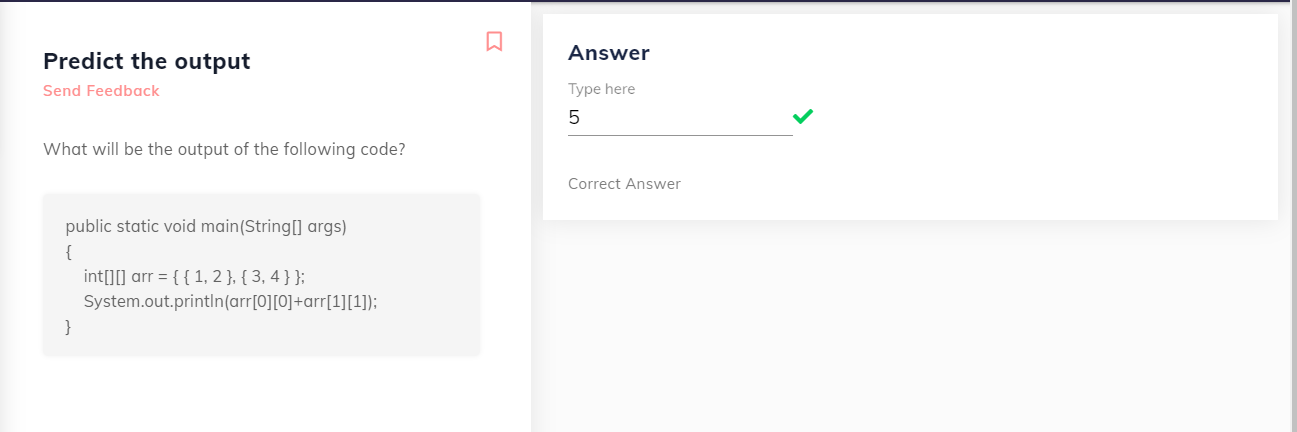 Predict the output
Send Feedback
What will be the output of the following code?
public static void main(String[] args)
{
int[][] arr = { { 1, 2 }, { 3, 4 } };
System.out.println(arr[0][0]+arr[1][1]);
}
Answer
Type here
5
Correct Answer